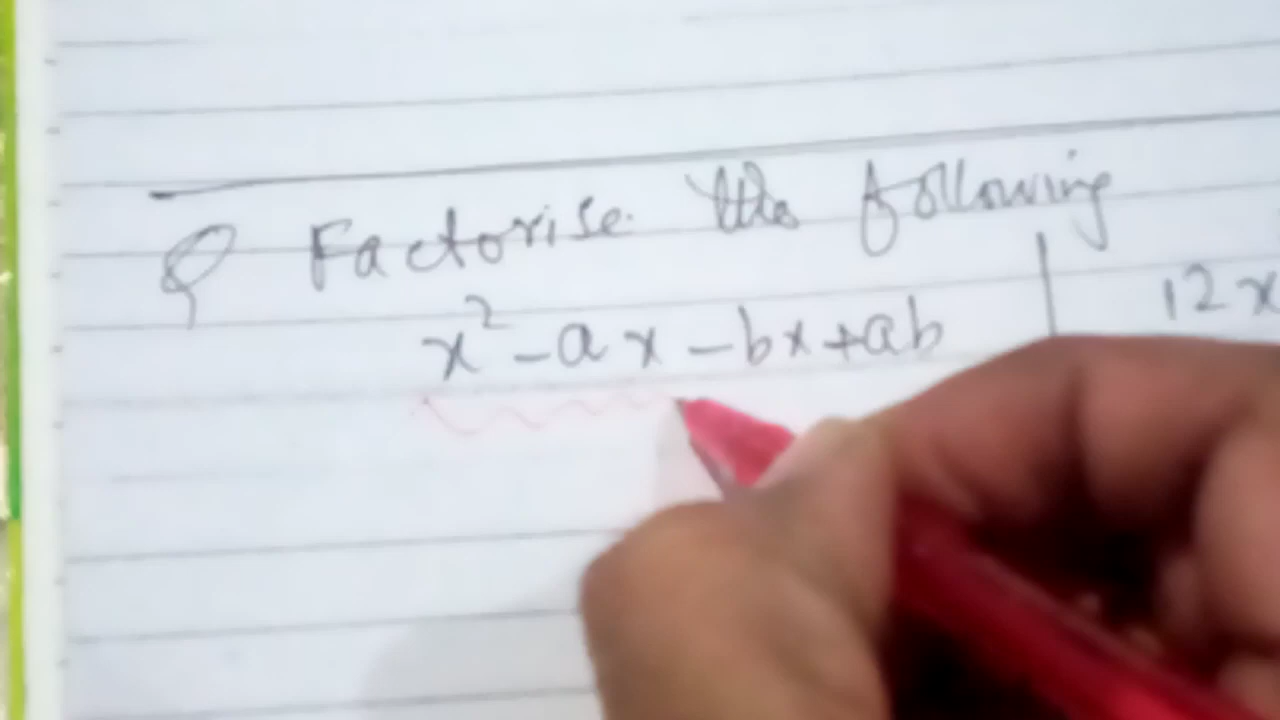 Q Factorise the following
x² - ax - bx + ab | 12x